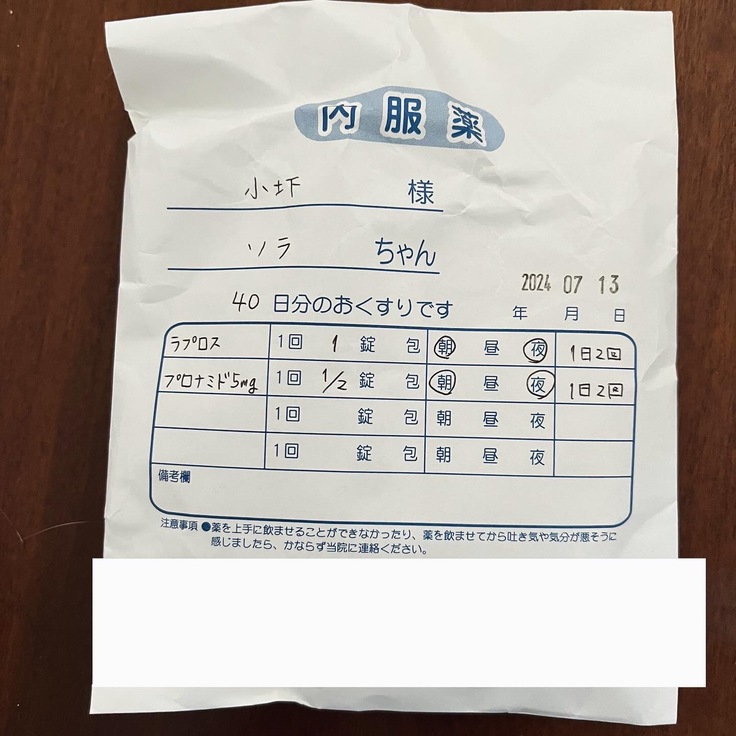 内服薬
小圷 様
ソラ ちゃん
2024 07 13
40 日分のおくすりです 年 月 日
ラプロス 1回 1 錠 包 朝 昼 夜 1日2回
プロナミド5mg 1回 1/2 錠 包 朝 昼 夜 1日2回
1回 錠 包 朝 昼 夜
1回 錠 包 朝 昼 夜
備考欄
注意事項 ●薬を上手に飲ませることができなかったり、薬を飲ませてから吐き気や気分が悪そうに
感じましたら、かならず当院に連絡ください。